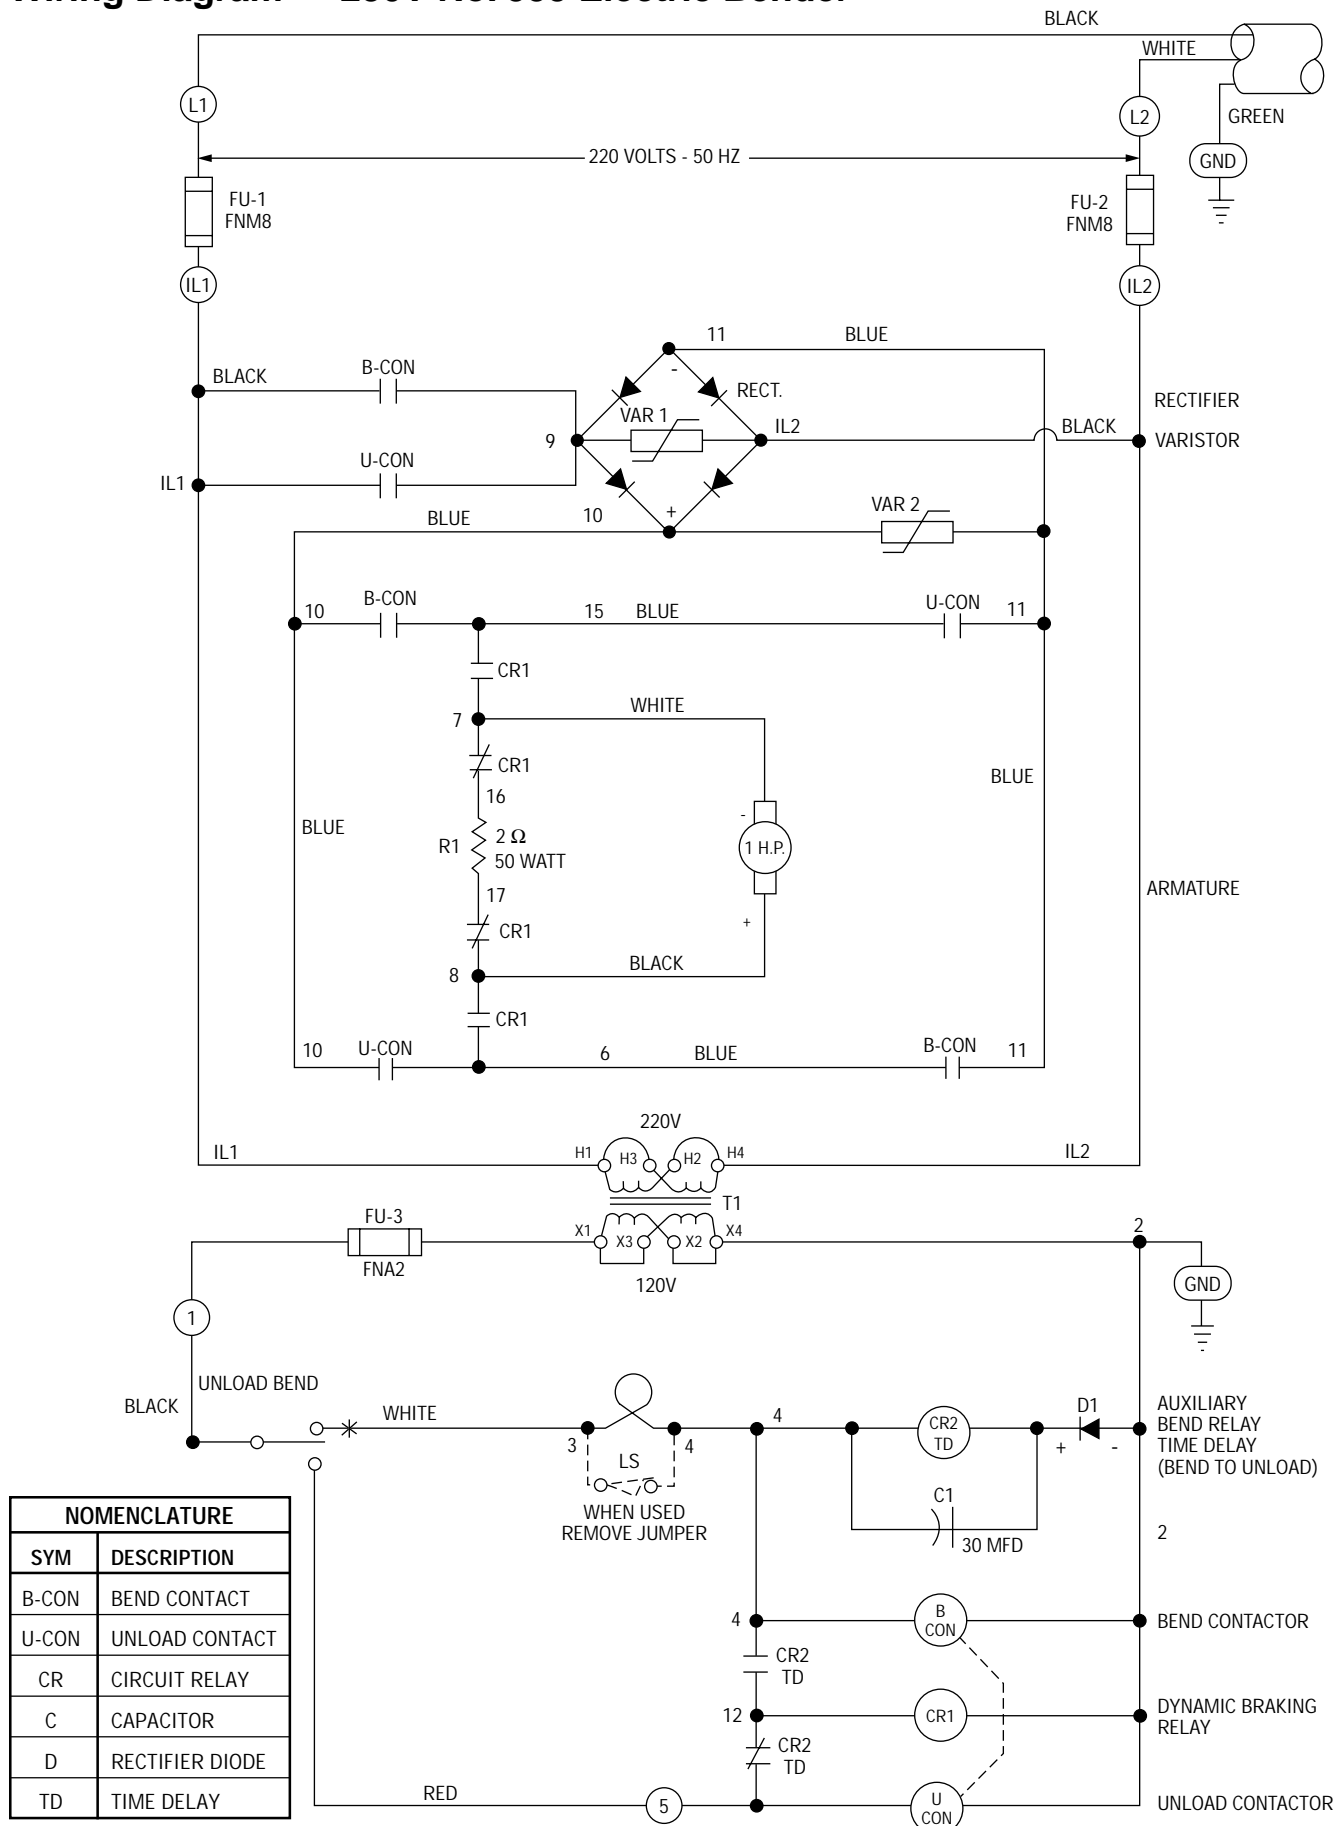 BLACK
WHITE
L1
L2
GREEN
GND
220 VOLTS - 50 HZ
FU-1
FNM8
FU-2
FNM8
IL1
IL2
11
BLUE
BLACK
B-CON
-
RECT.
VAR 1
RECTIFIER
9
IL2
BLACK
VARISTOR
U-CON
IL1
BLUE
10
+
VAR 2
10
B-CON
15
BLUE
U-CON
11
CR1
7
WHITE
CR1
16
BLUE
BLUE
R1
2 Ω
50 WATT
-
1 H.P.
17
ARMATURE
CR1
+
8
BLACK
CR1
10
U-CON
6
BLUE
B-CON
11
220V
IL1
H1
H3
H2
H4
IL2
T1
FU-3
X1
X3
X2
X4
2
FNA2
120V
GND
1
UNLOAD BEND
BLACK
WHITE
3
4
LS
WHEN USED
REMOVE JUMPER
4
CR2
TD
D1
+
-
AUXILIARY
BEND RELAY
TIME DELAY
(BEND TO UNLOAD)
C1
30 MFD
2
4
B
CON
BEND CONTACTOR
CR2
TD
12
CR1
DYNAMIC BRAKING
RELAY
CR2
TD
RED
5
U
CON
UNLOAD CONTACTOR
NOMENCLATURE
SYM DESCRIPTION
B-CON BEND CONTACT
U-CON UNLOAD CONTACT
CR CIRCUIT RELAY
C CAPACITOR
D RECTIFIER DIODE
TD TIME DELAY